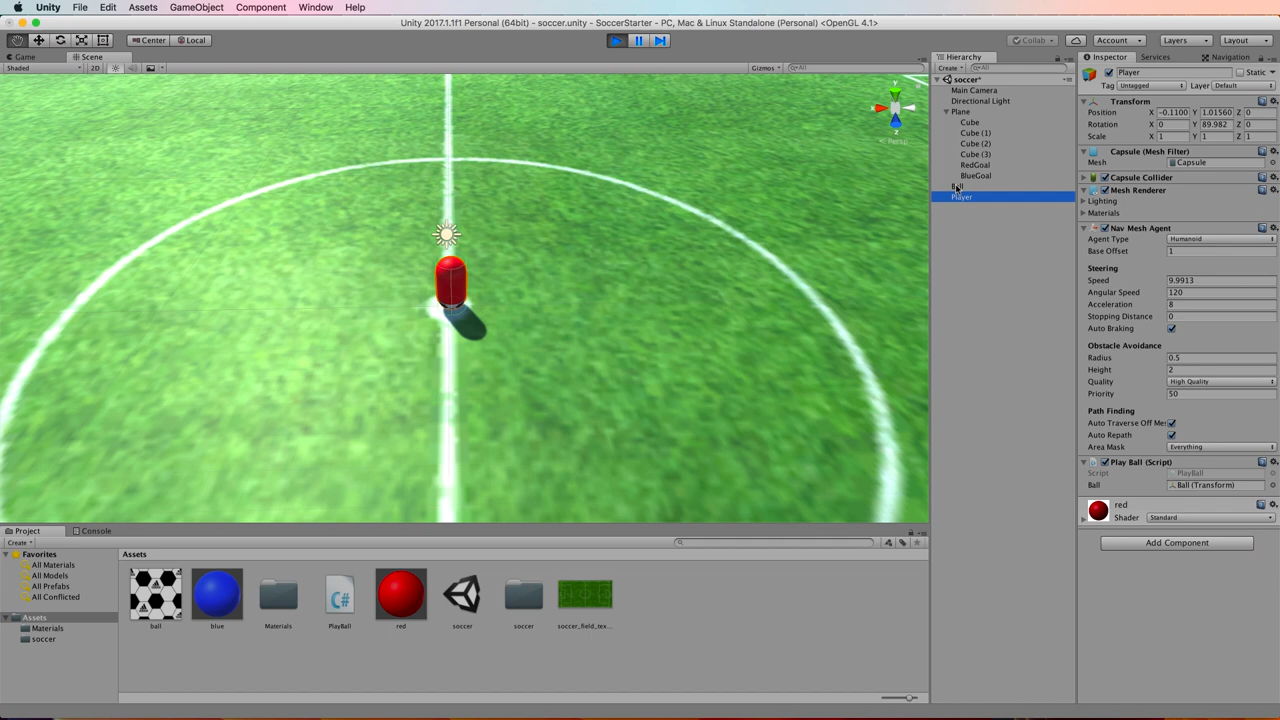 Unity File Edit Assets GameObject Component Window Help
Unity 2017.1.1f1 Personal (64bit) - soccer.unity - SoccerStarter - PC, Mac & Linux Standalone (Personal) <OpenGL 4.1>
Center Local Collab Account Layers Layout
Game Scene
Shaded 2D Gizmos All
y
x
Persp
Hierarchy
Create All
soccer*
Main Camera
Directional Light
Plane
Cube
Cube (1)
Cube (2)
Cube (3)
RedGoal
BlueGoal
Player
Inspector Services Navigation
Player Static
Tag Untagged Layer Default
Transform
Position X -0.1100 Y 1.01560 Z 0
Rotation X 0 Y 89.982 Z 0
Scale X 1 Y 1 Z 1
Capsule (Mesh Filter)
Mesh Capsule
Capsule Collider
Mesh Renderer
Lighting
Materials
Nav Mesh Agent
Agent Type Humanoid
Base Offset 1
Steering
Speed 9.9913
Angular Speed 120
Acceleration 8
Stopping Distance 0
Auto Braking
Obstacle Avoidance
Radius 0.5
Height 2
Quality High Quality
Priority 50
Path Finding
Auto Traverse Off Me
Auto Repath
Area Mask Everything
Play Ball (Script)
Script PlayBall
Ball Ball (Transform)
red
Shader Standard
Add Component
Project Console
Create
Favorites
All Materials
All Models
All Prefabs
All Conflicted
Assets
Materials
soccer
Assets
ball blue Materials PlayBall red soccer soccer soccer_field_tex...
C#